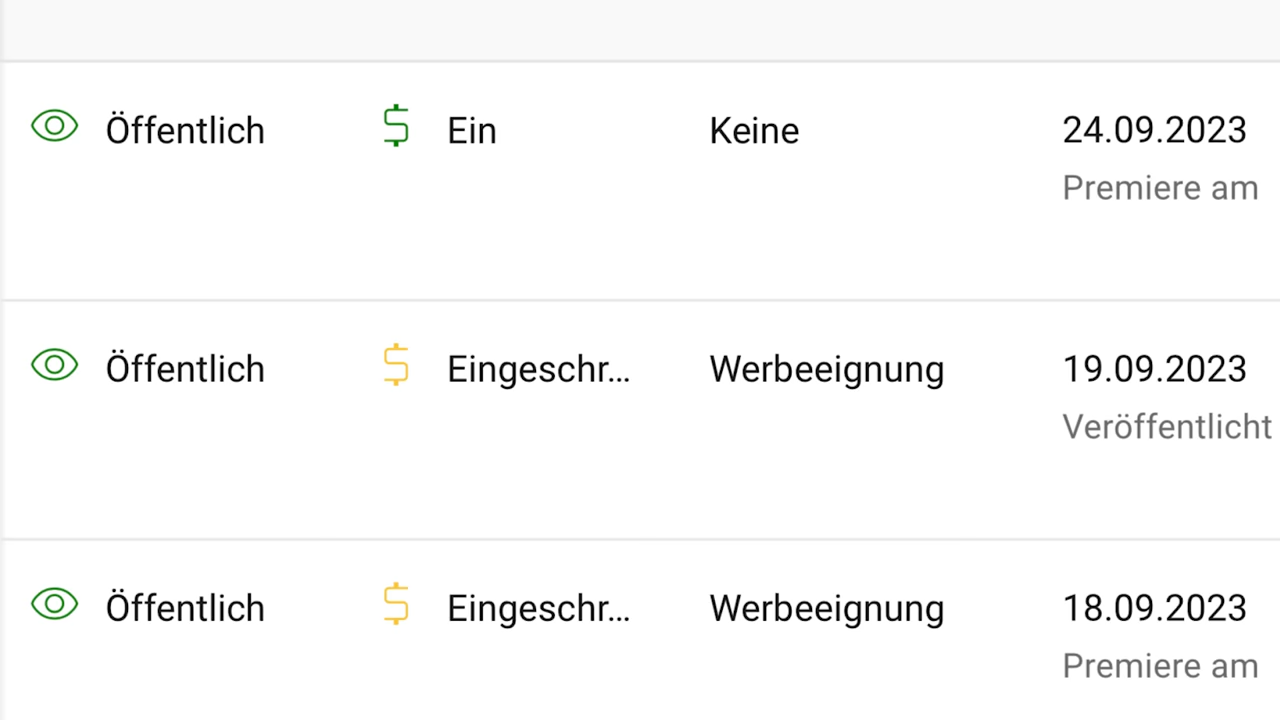 Öffentlich Ein Keine 24.09.2023
Premiere am
Öffentlich Eingeschr... Werbeeignung 19.09.2023
Veröffentlicht
Öffentlich Eingeschr... Werbeeignung 18.09.2023
Premiere am